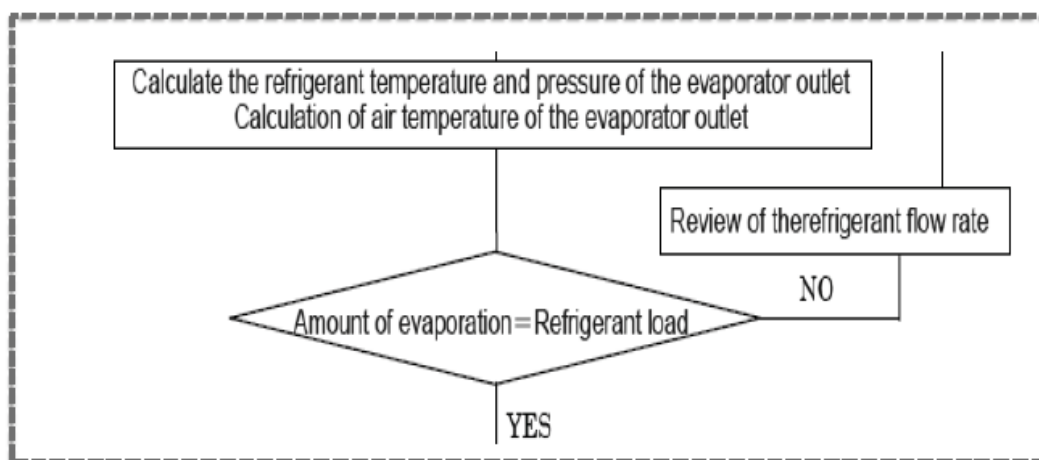 Calculate the refrigerant temperature and pressure of the evaporator outlet
Calculation of air temperature of the evaporator outlet
Review of therefrigerant flow rate
NO
Amount of evaporation=Refrigerant load
YES